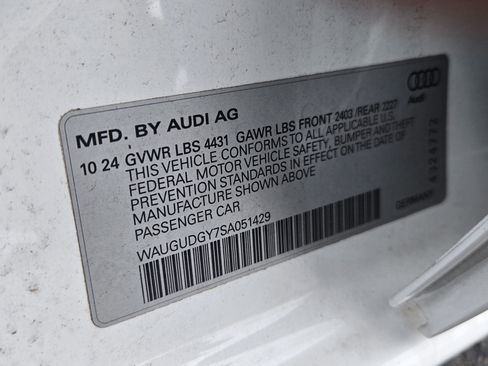 MFD. BY AUDI AG
Audi
10 24 GVWR LBS 4431 GAWR LBS FRONT 2403 /REAR 2227
THIS VEHICLE CONFORMS TO ALL APPLICABLE U.S.
FEDERAL MOTOR VEHICLE SAFETY, BUMPER AND THEFT
PREVENTION STANDARDS IN EFFECT ON THE DATE OF
MANUFACTURE SHOWN ABOVE
PASSENGER CAR
WAUGUDGY7SA051429
GERMANY